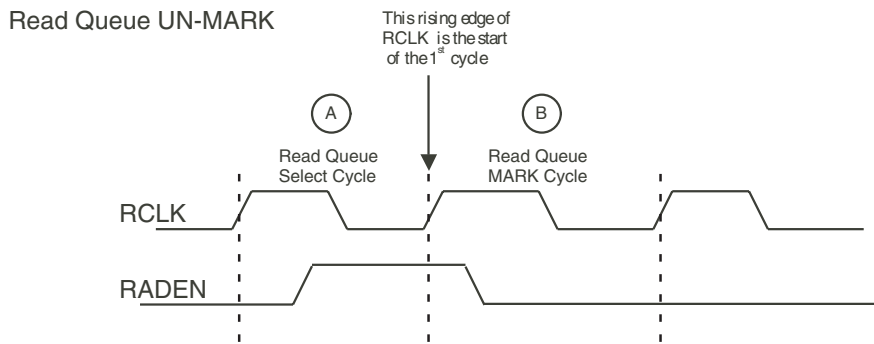 Read Queue UN-MARK
This rising edge of
RCLK is the start
of the 1st cycle
A
B
Read Queue
Select Cycle
Read Queue
MARK Cycle
RCLK
RADEN